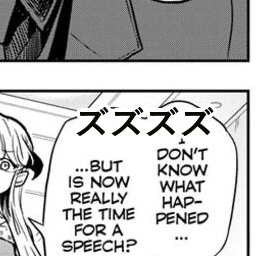 ズズズズ
I
DON'T
KNOW
WHAT
HAP-
PENED
...
...BUT
IS NOW
REALLY
THE TIME
FOR A
SPEECH?